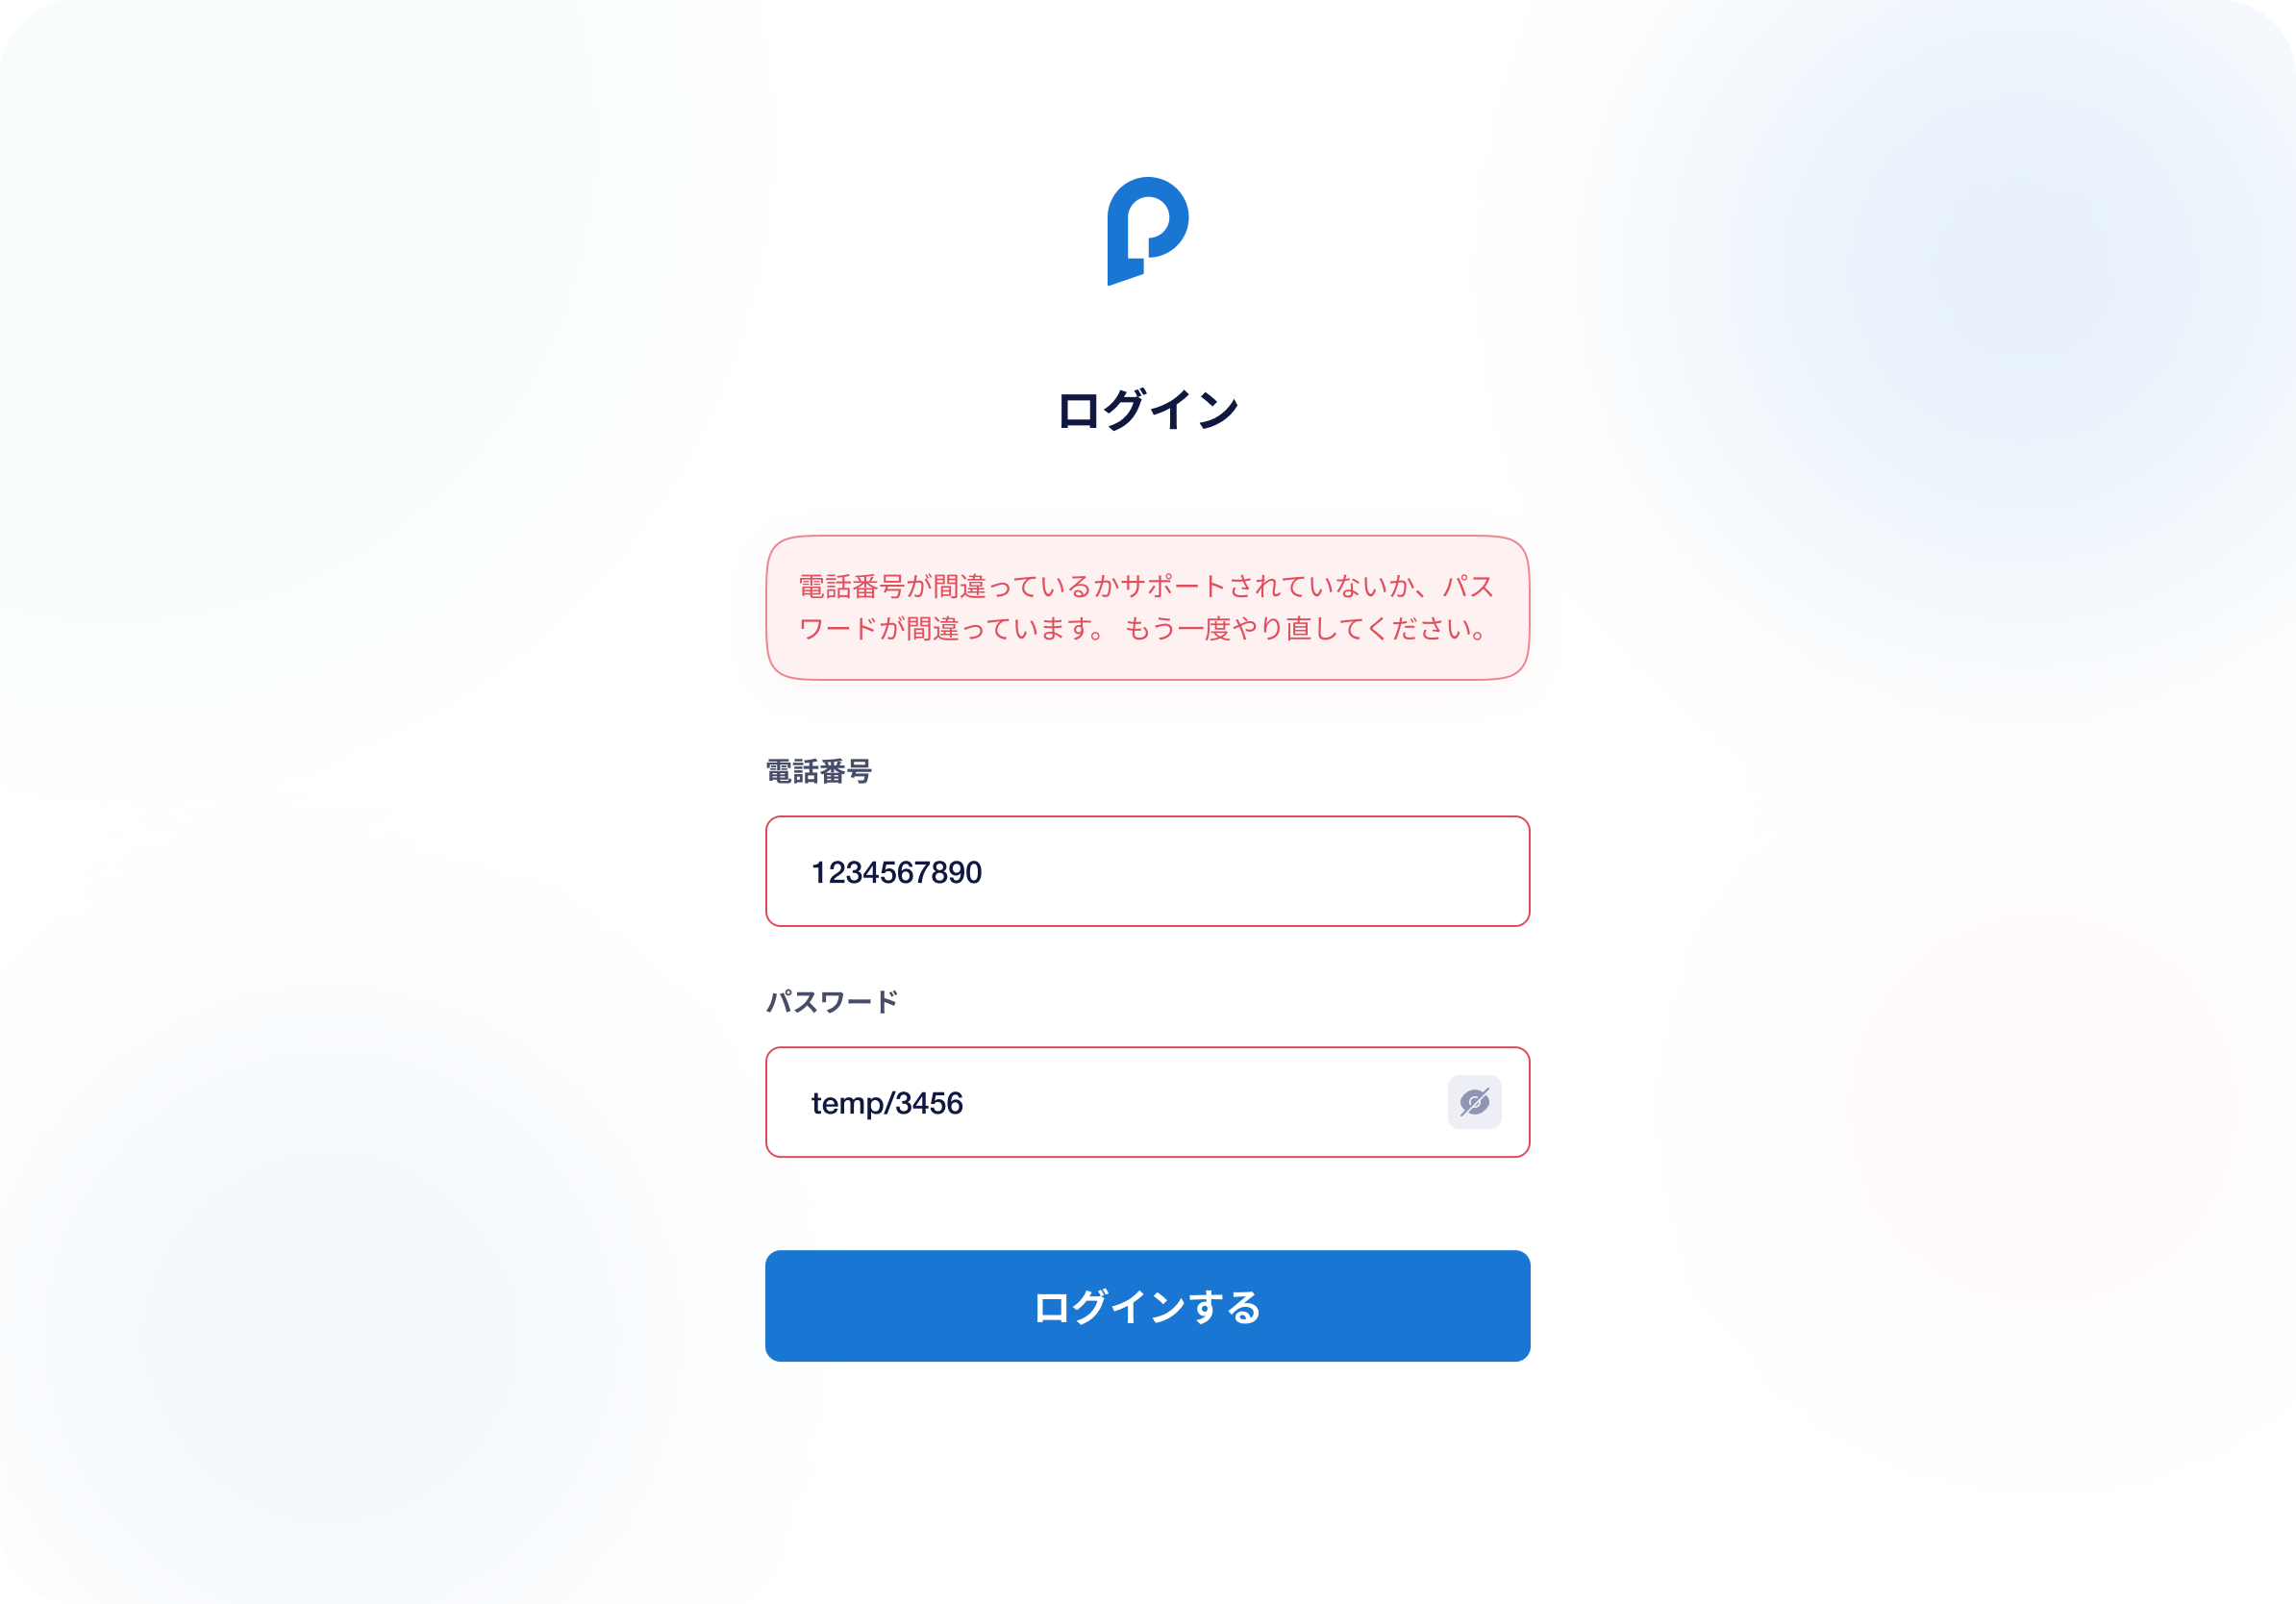 ログイン
電話番号が間違っているかサポートされていないか、パス
ワードが間違っています。 もう一度やり直してください。
電話番号
1234567890
パスワード
temp/3456
ログインする